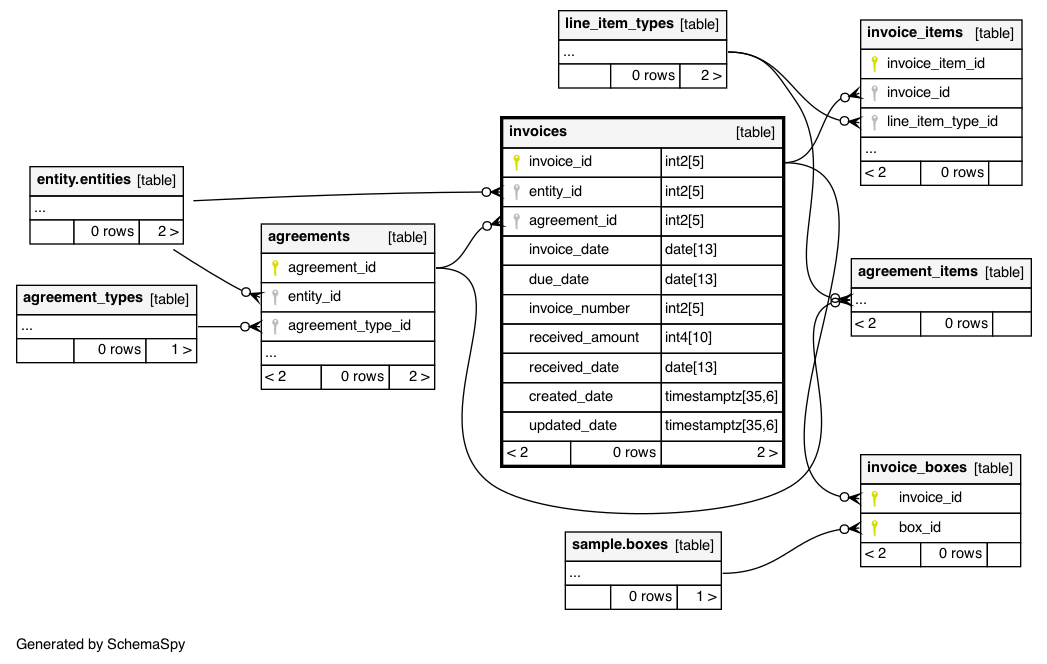 line_item_types [table]
...
0 rows 2 >
invoice_items [table]
invoice_item_id
invoice_id
line_item_type_id
...
< 2 0 rows
invoices [table]
invoice_id int2[5]
entity_id int2[5]
agreement_id int2[5]
invoice_date date[13]
due_date date[13]
invoice_number int2[5]
received_amount int4[10]
received_date date[13]
created_date timestamptz[35,6]
updated_date timestamptz[35,6]
< 2 0 rows 2 >
entity.entities [table]
...
0 rows 2 >
agreements [table]
agreement_id
entity_id
agreement_type_id
...
< 2 0 rows 2 >
agreement_types [table]
...
0 rows 1 >
agreement_items [table]
...
< 2 0 rows
invoice_boxes [table]
invoice_id
box_id
< 2 0 rows
sample.boxes [table]
...
0 rows 1 >
Generated by SchemaSpy